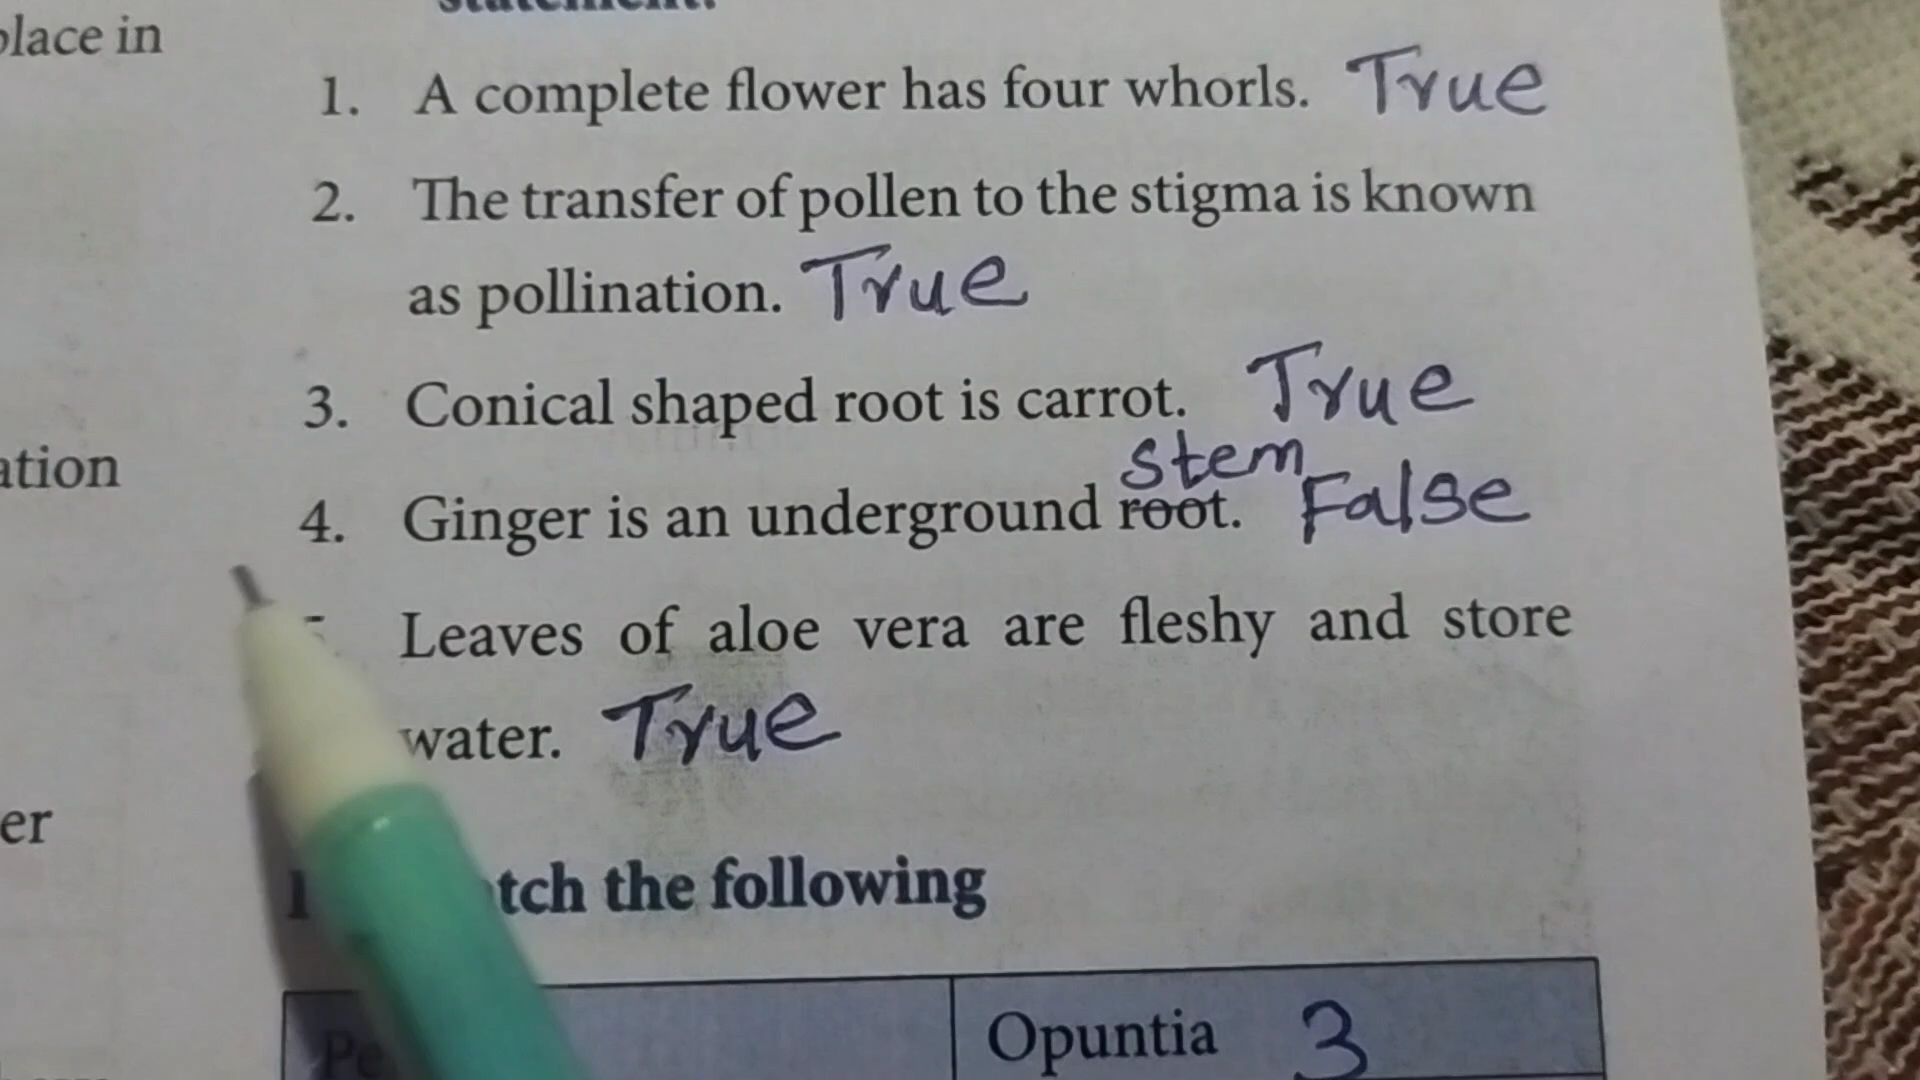 place in
statement.
1. A complete flower has four whorls. True
2. The transfer of pollen to the stigma is known
as pollination. True
3. Conical shaped root is carrot. True
stem
4. Ginger is an underground root. False
Leaves of aloe vera are fleshy and store
water. True
tch the following
Opuntia 3
ation
er